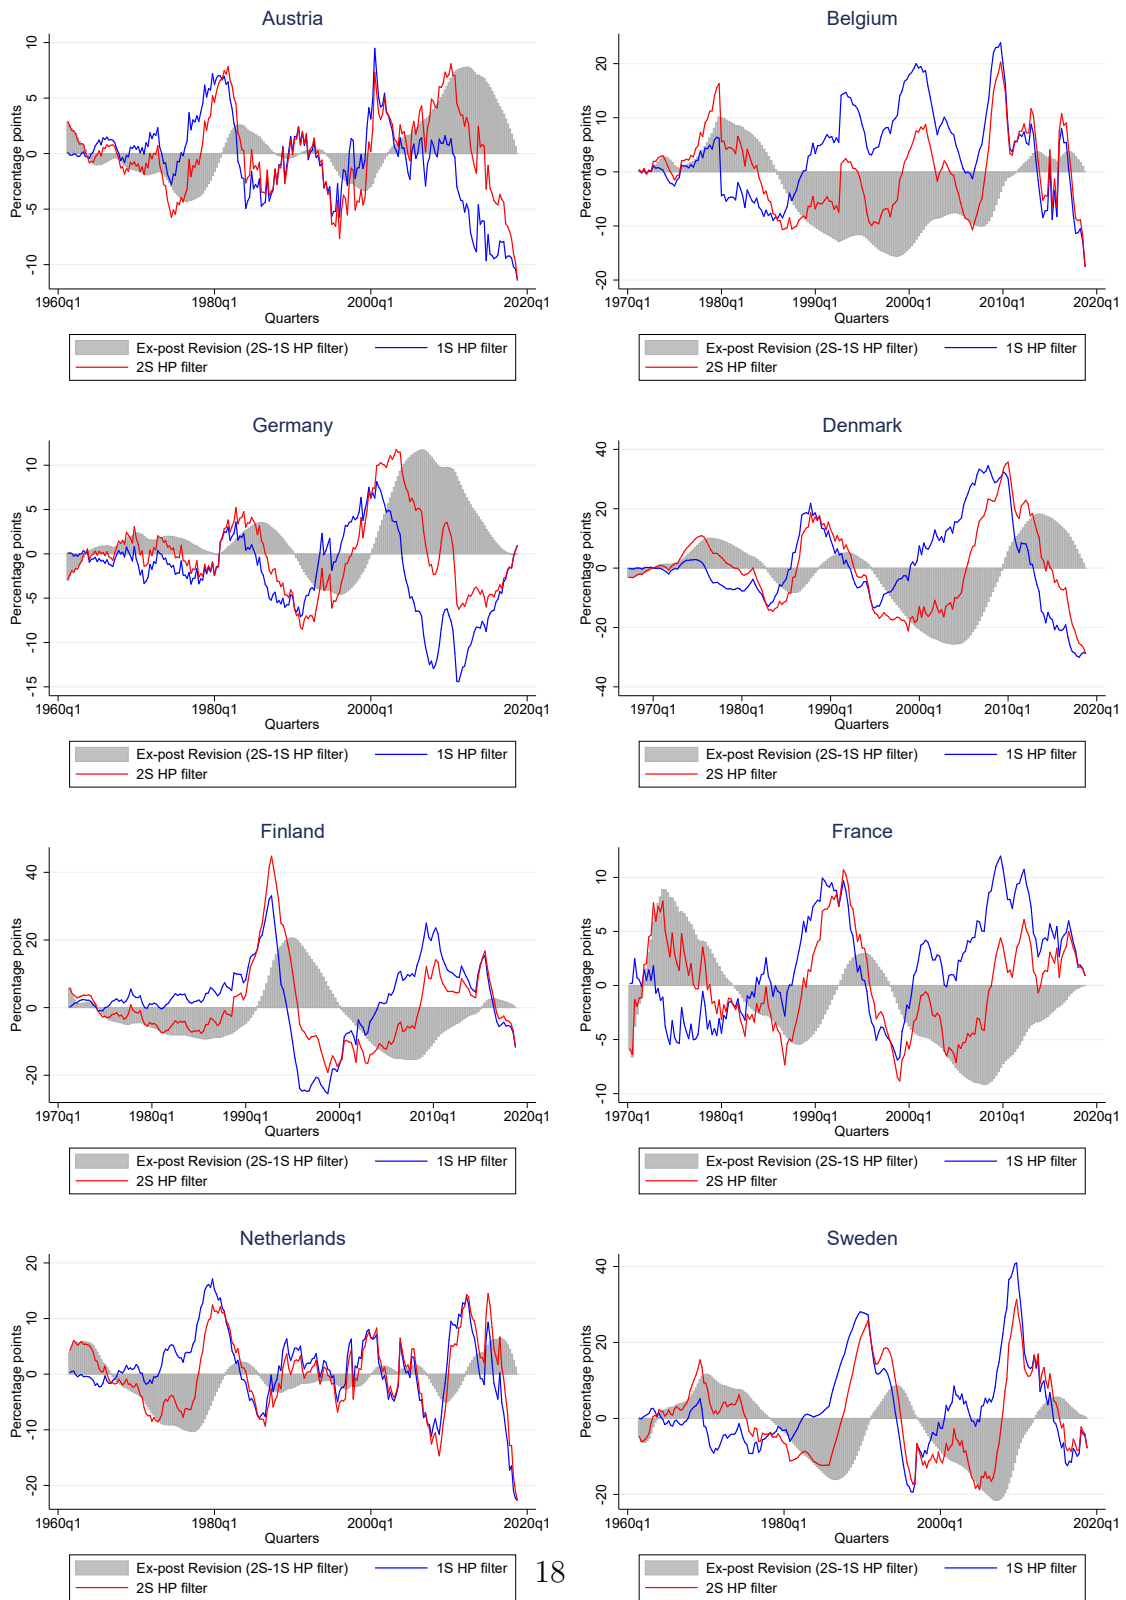 Austria
Percentage points
10
5
0
-5
-10
1960q1 1980q1 2000q1 2020q1
Quarters
Ex-post Revision (2S-1S HP filter) 1S HP filter
2S HP filter
Belgium
Percentage points
20
10
0
-10
-20
1970q1 1980q1 1990q1 2000q1 2010q1 2020q1
Quarters
Ex-post Revision (2S-1S HP filter) 1S HP filter
2S HP filter
Germany
Percentage points
10
5
0
-5
-10
-15
1960q1 1980q1 2000q1 2020q1
Quarters
Ex-post Revision (2S-1S HP filter) 1S HP filter
2S HP filter
Denmark
Percentage points
40
20
0
-20
-40
1970q1 1980q1 1990q1 2000q1 2010q1 2020q1
Quarters
Ex-post Revision (2S-1S HP filter) 1S HP filter
2S HP filter
Finland
Percentage points
40
20
0
-20
1970q1 1980q1 1990q1 2000q1 2010q1 2020q1
Quarters
Ex-post Revision (2S-1S HP filter) 1S HP filter
2S HP filter
France
Percentage points
10
5
0
-5
-10
1970q1 1980q1 1990q1 2000q1 2010q1 2020q1
Quarters
Ex-post Revision (2S-1S HP filter) 1S HP filter
2S HP filter
Netherlands
Percentage points
20
10
0
-10
-20
1960q1 1980q1 2000q1 2020q1
Quarters
Ex-post Revision (2S-1S HP filter) 1S HP filter
2S HP filter
Sweden
Percentage points
40
20
0
-20
1960q1 1980q1 2000q1 2020q1
Quarters
Ex-post Revision (2S-1S HP filter) 1S HP filter
2S HP filter
18